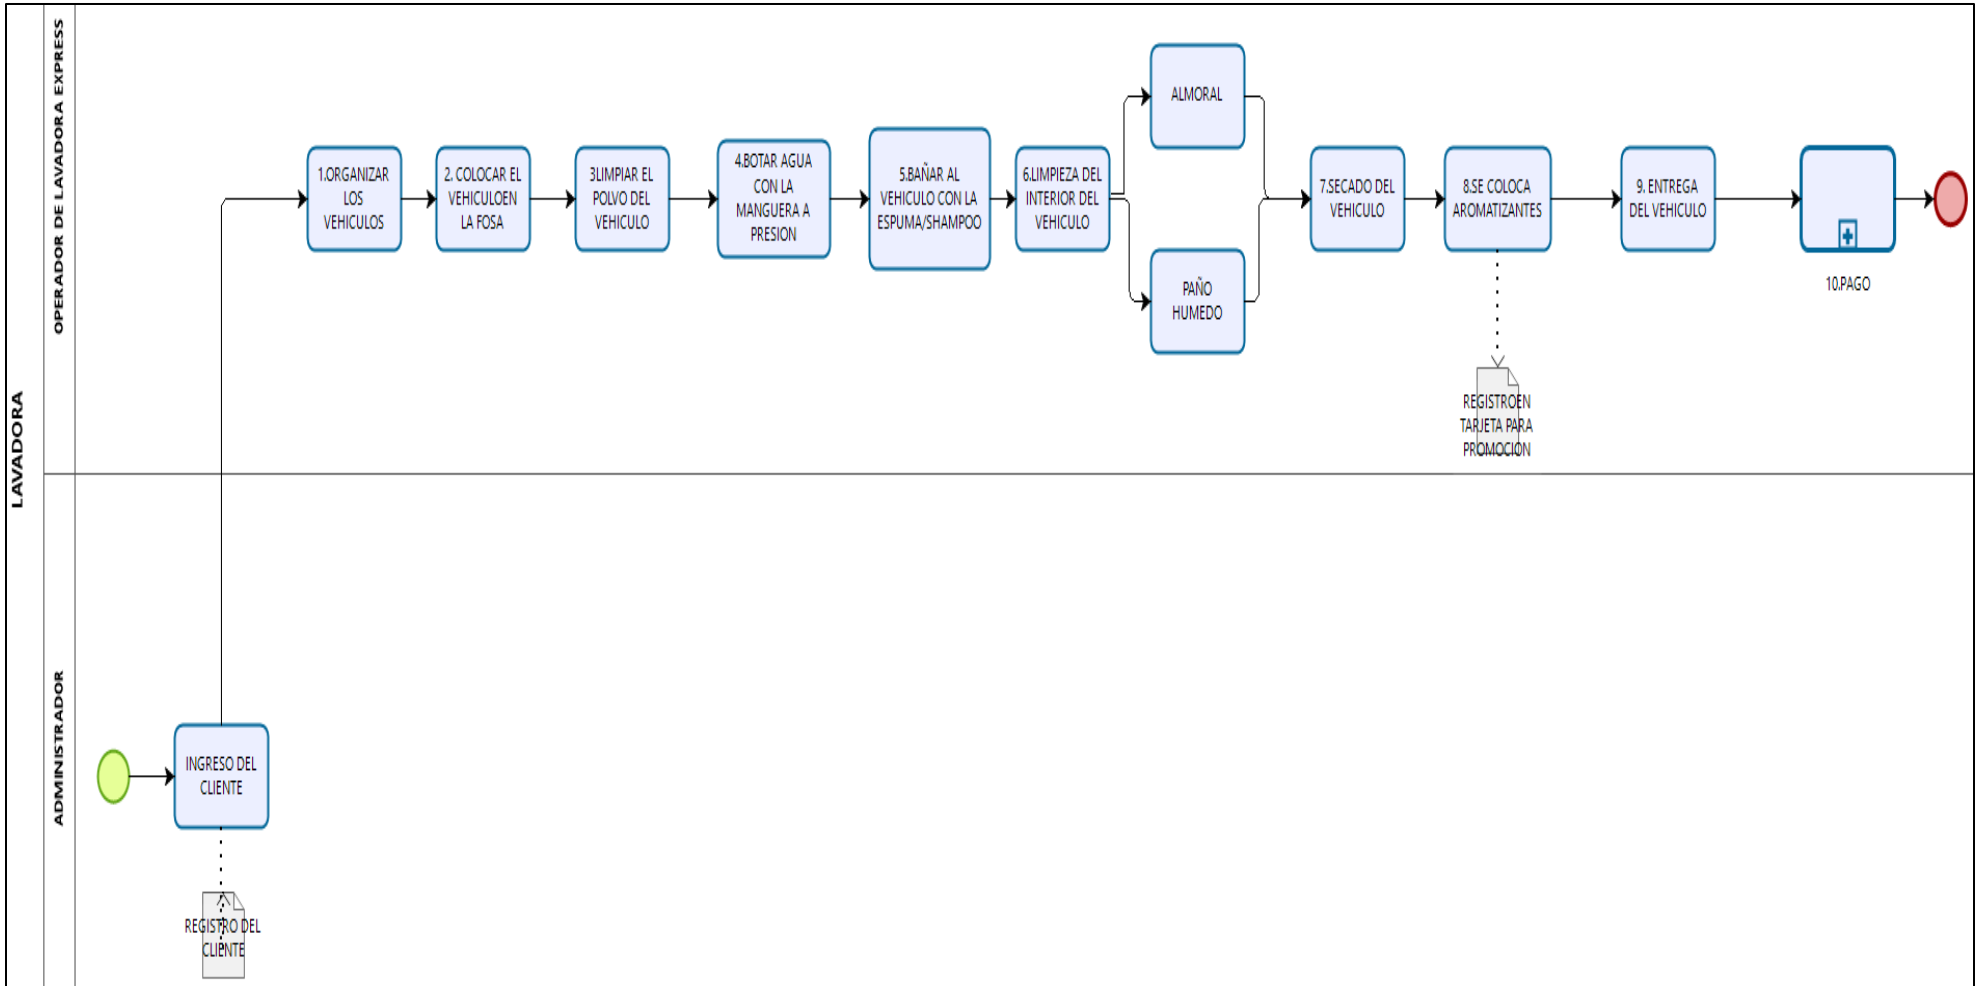 LAVADORA
OPERADOR DE LAVADORA EXPRESS
1.ORGANIZAR
LOS
VEHICULOS
2. COLOCAR EL
VEHICULOEN
LA FOSA
3LIMPIAR EL
POLVO DEL
VEHICULO
4.BOTAR AGUA
CON LA
MANGUERA A
PRESION
5.BAÑAR AL
VEHICULO CON LA
ESPUMA/SHAMPOO
6.LIMPIEZA DEL
INTERIOR DEL
VEHICULO
ALMORAL
PAÑO
HUMEDO
7.SECADO DEL
VEHICULO
8.SE COLOCA
AROMATIZANTES
REGISTROEN
TARJETA PARA
PROMOCION
9. ENTREGA
DEL VEHICULO
10.PAGO
ADMINISTRADOR
INGRESO DEL
CLIENTE
REGISTRO DEL
CLIENTE